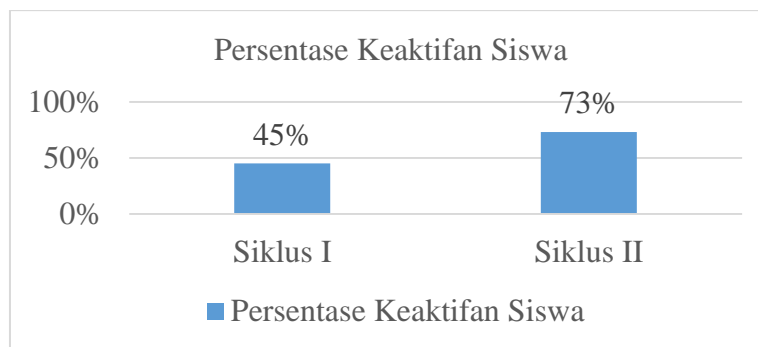 Persentase Keaktifan Siswa
100%
50%
0%
45%
73%
Siklus I
Siklus II
Persentase Keaktifan Siswa